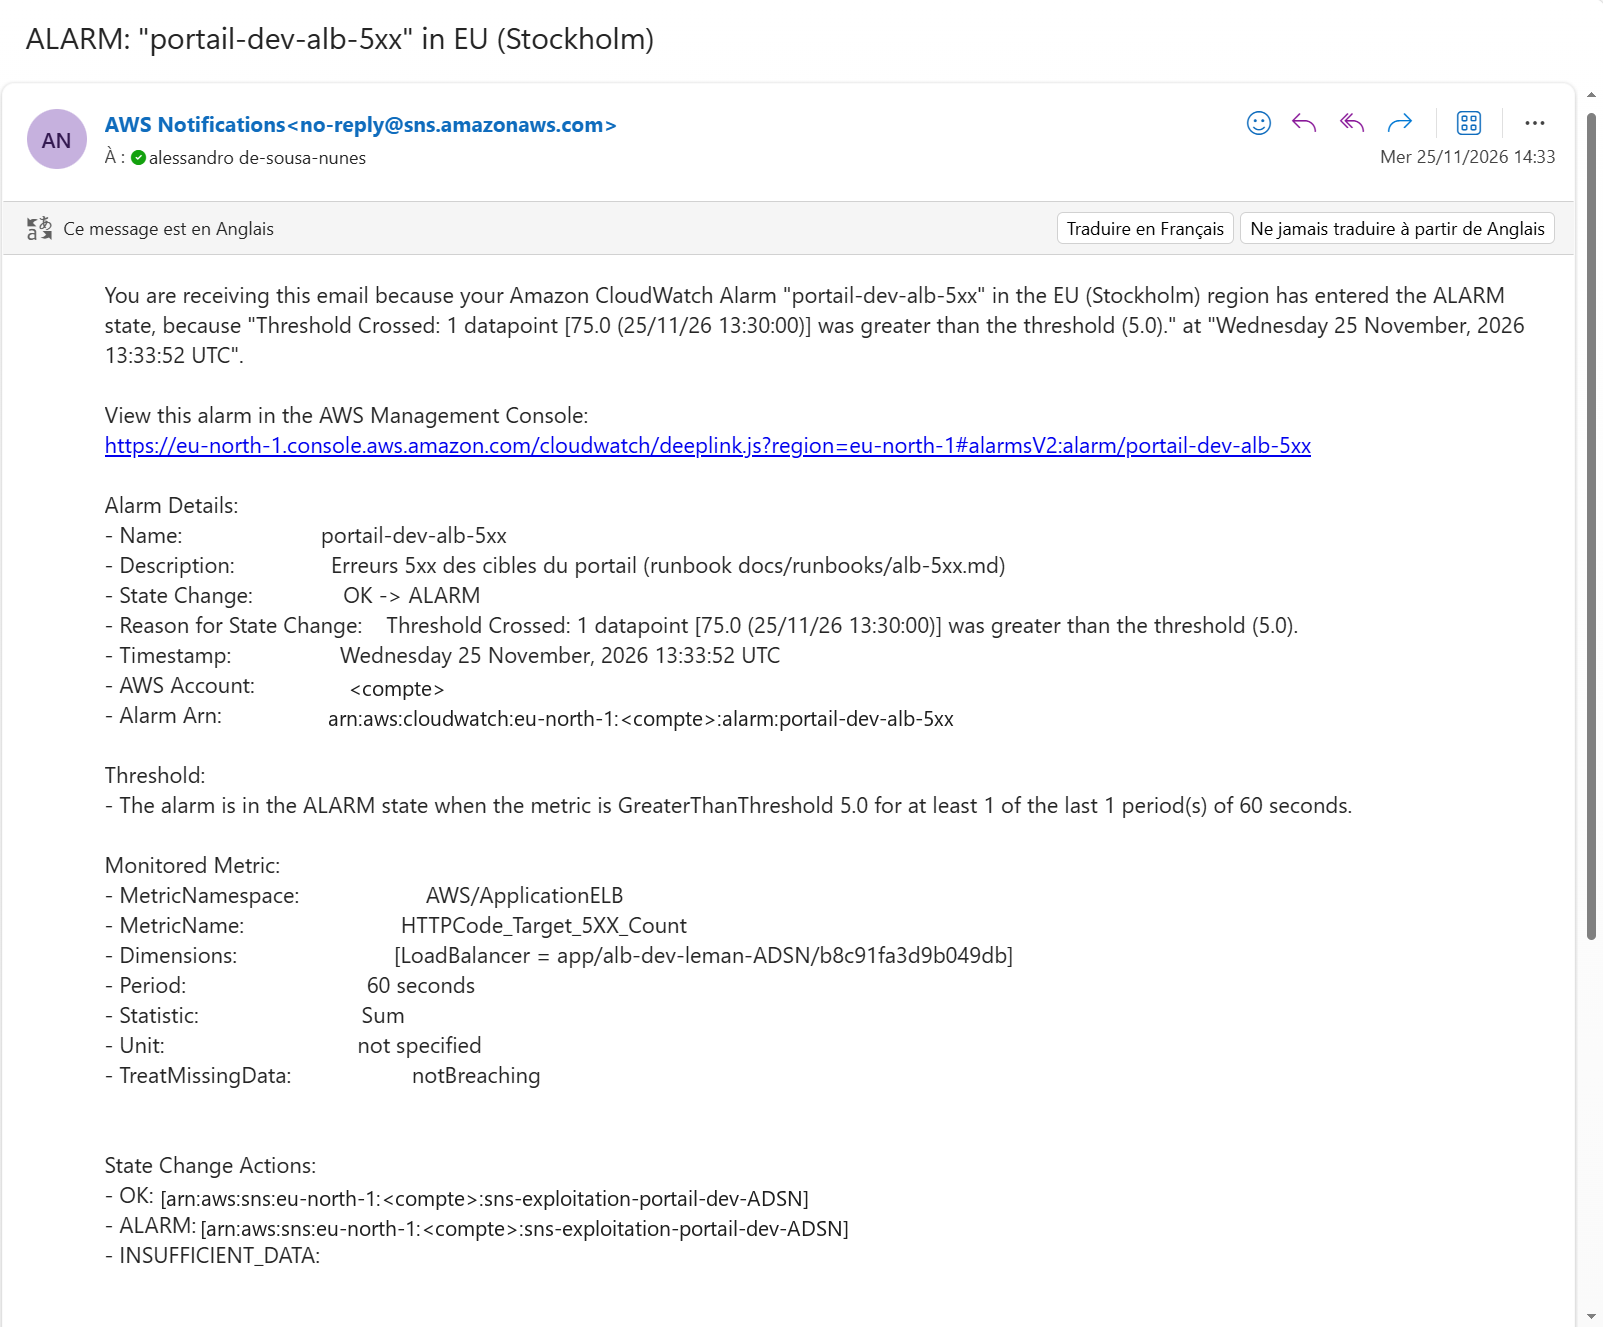 ALARM: "portail-dev-alb-5xx" in EU (Stockholm)
AN
AWS Notifications<no-reply@sns.amazonaws.com>
À : alessandro de-sousa-nunes
Mer 25/11/2026 14:33
Ce message est en Anglais
Traduire en Français
Ne jamais traduire à partir de Anglais
You are receiving this email because your Amazon CloudWatch Alarm "portail-dev-alb-5xx" in the EU (Stockholm) region has entered the ALARM
state, because "Threshold Crossed: 1 datapoint [75.0 (25/11/26 13:30:00)] was greater than the threshold (5.0)." at "Wednesday 25 November, 2026
13:33:52 UTC".
View this alarm in the AWS Management Console:
https://eu-north-1.console.aws.amazon.com/cloudwatch/deeplink.js?region=eu-north-1#alarmsV2:alarm/portail-dev-alb-5xx
Alarm Details:
- Name: portail-dev-alb-5xx
- Description: Erreurs 5xx des cibles du portail (runbook docs/runbooks/alb-5xx.md)
- State Change: OK -> ALARM
- Reason for State Change: Threshold Crossed: 1 datapoint [75.0 (25/11/26 13:30:00)] was greater than the threshold (5.0).
- Timestamp: Wednesday 25 November, 2026 13:33:52 UTC
- AWS Account: <compte>
- Alarm Arn: arn:aws:cloudwatch:eu-north-1:<compte>:alarm:portail-dev-alb-5xx
Threshold:
- The alarm is in the ALARM state when the metric is GreaterThanThreshold 5.0 for at least 1 of the last 1 period(s) of 60 seconds.
Monitored Metric:
- MetricNamespace: AWS/ApplicationELB
- MetricName: HTTPCode_Target_5XX_Count
- Dimensions: [LoadBalancer = app/alb-dev-leman-ADSN/b8c91fa3d9b049db]
- Period: 60 seconds
- Statistic: Sum
- Unit: not specified
- TreatMissingData: notBreaching
State Change Actions:
- OK: [arn:aws:sns:eu-north-1:<compte>:sns-exploitation-portail-dev-ADSN]
- ALARM: [arn:aws:sns:eu-north-1:<compte>:sns-exploitation-portail-dev-ADSN]
- INSUFFICIENT_DATA: